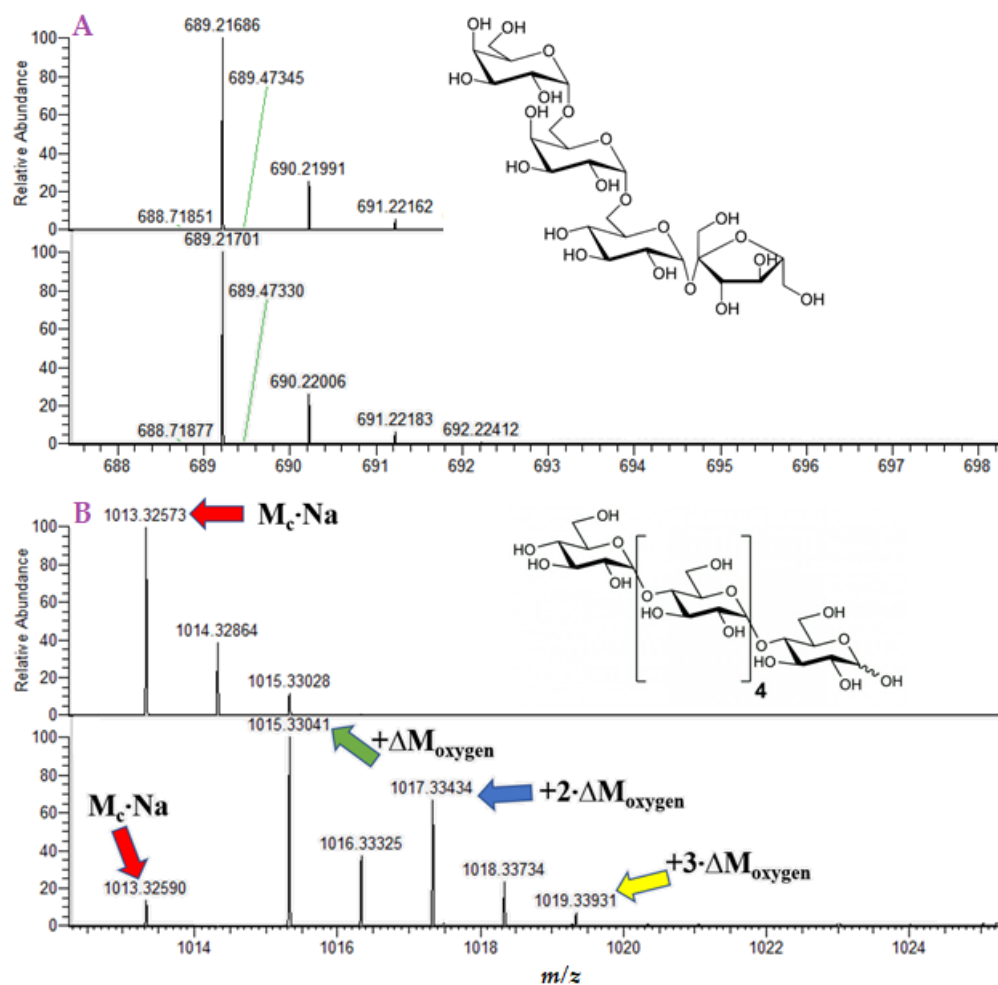 A
689.21686
100
80
60
40
20
0
Relative Abundance
689.47345
690.21991
691.22162
688.71851
689.21701
100
80
60
40
20
0
689.47330
690.22006
691.22183
692.22412
688.71877
688 689 690 691 692 693 694 695 696 697 698
OH
OH
O
HO
OH
O
OH
O
HO
OH
O
HO
O
HO
OH
O
OH
O
OH
OH
OH
B
1013.32573
Mc·Na
100
80
60
40
20
0
Relative Abundance
1014.32864
1015.33028
OH
HO
O
HO
OH
O
OH
O
HO
OH
O
OH
O
HO
OH
OH
4
1015.33041
+ΔMoxygen
100
80
60
40
20
0
1017.33434
+2·ΔMoxygen
Mc·Na
1016.33325
1018.33734
+3·ΔMoxygen
1013.32590
1019.33931
1014 1016 1018 1020 1022 1024
m/z